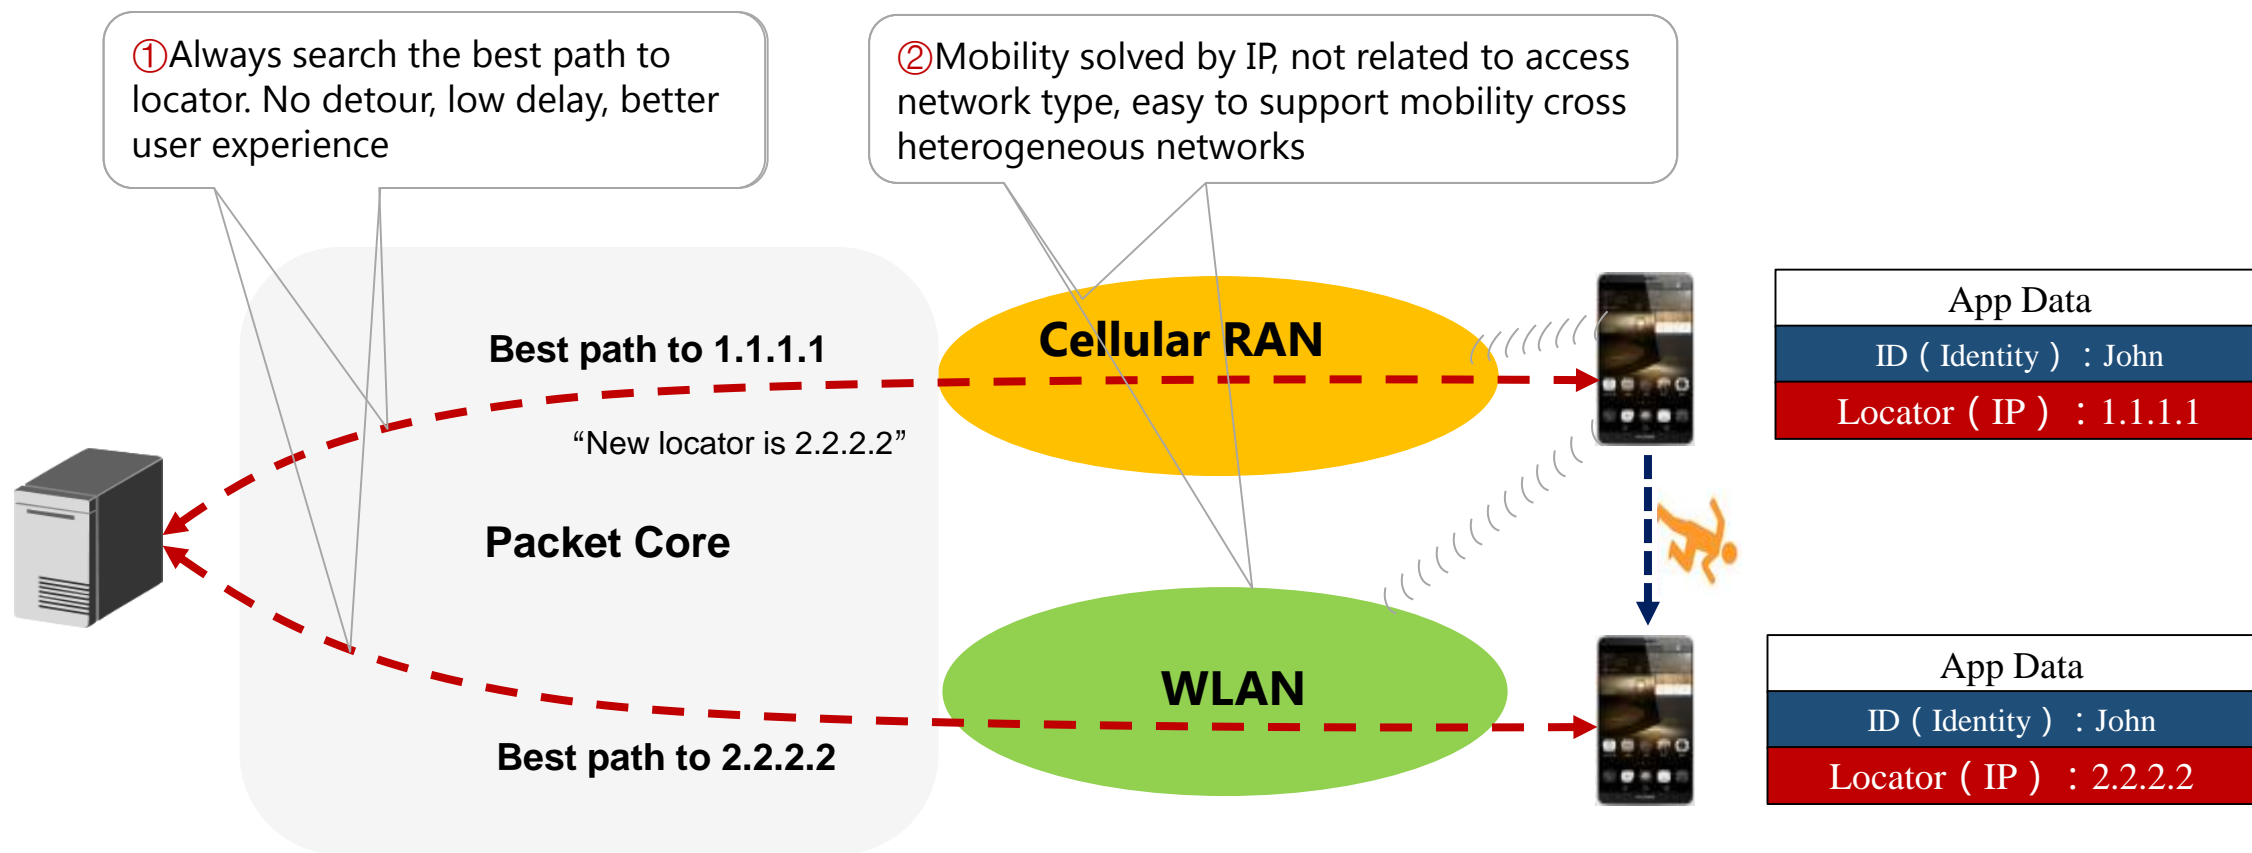 ①Always search the best path to
locator. No detour, low delay, better
user experience
②Mobility solved by IP, not related to access
network type, easy to support mobility cross
heterogeneous networks
Best path to 1.1.1.1
“New locator is 2.2.2.2”
Packet Core
Best path to 2.2.2.2
Cellular RAN
WLAN
App Data
ID（Identity）：John
Locator（IP）：1.1.1.1
App Data
ID（Identity）：John
Locator（IP）：2.2.2.2